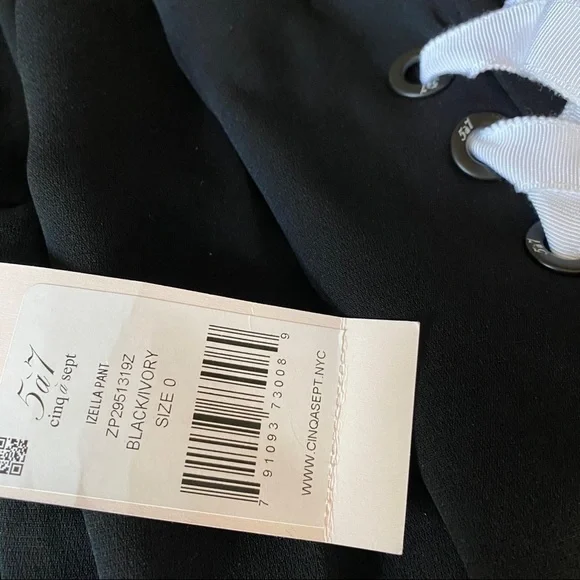 5à7
cinq à sept
IZELLA PANT
ZP2951319Z
BLACK/IVORY
SIZE 0
7 91093 73008 9
WWW.CINQASEPT.NYC
5à7
5à7